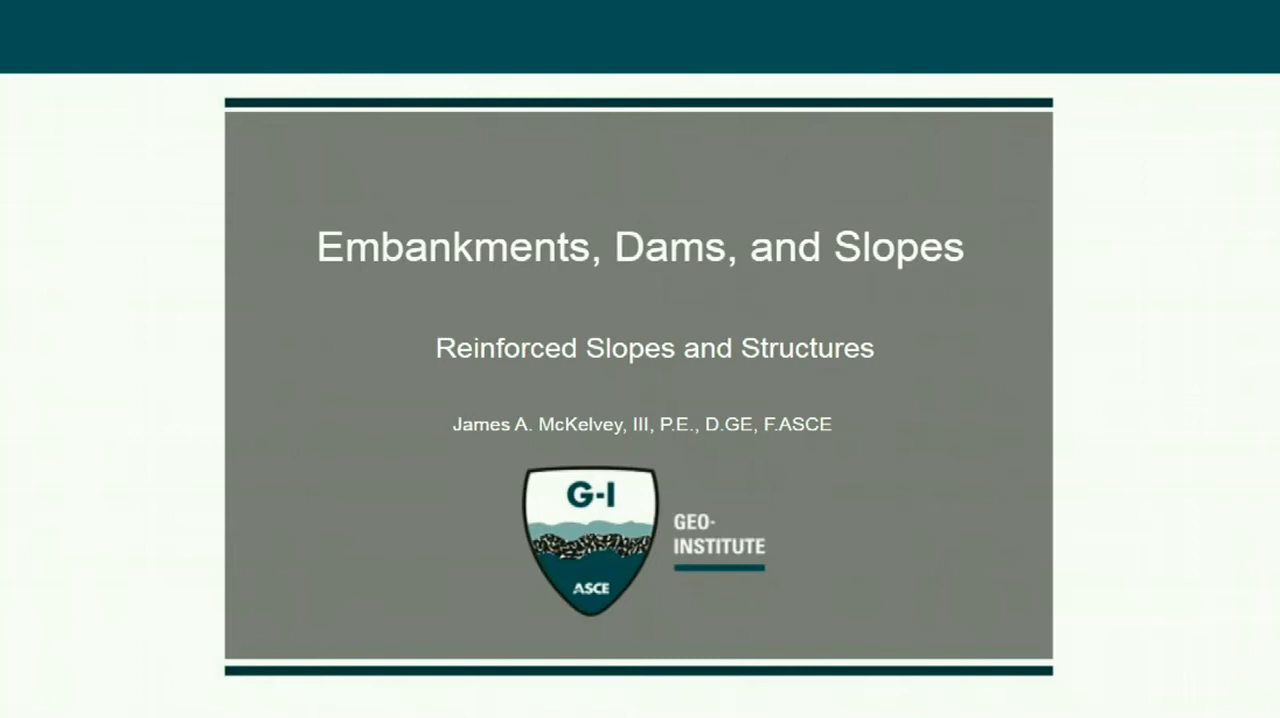 Embankments, Dams, and Slopes
Reinforced Slopes and Structures
James A. McKelvey, III, P.E., D.GE, F.ASCE
G-I
GEO-
INSTITUTE
ASCE